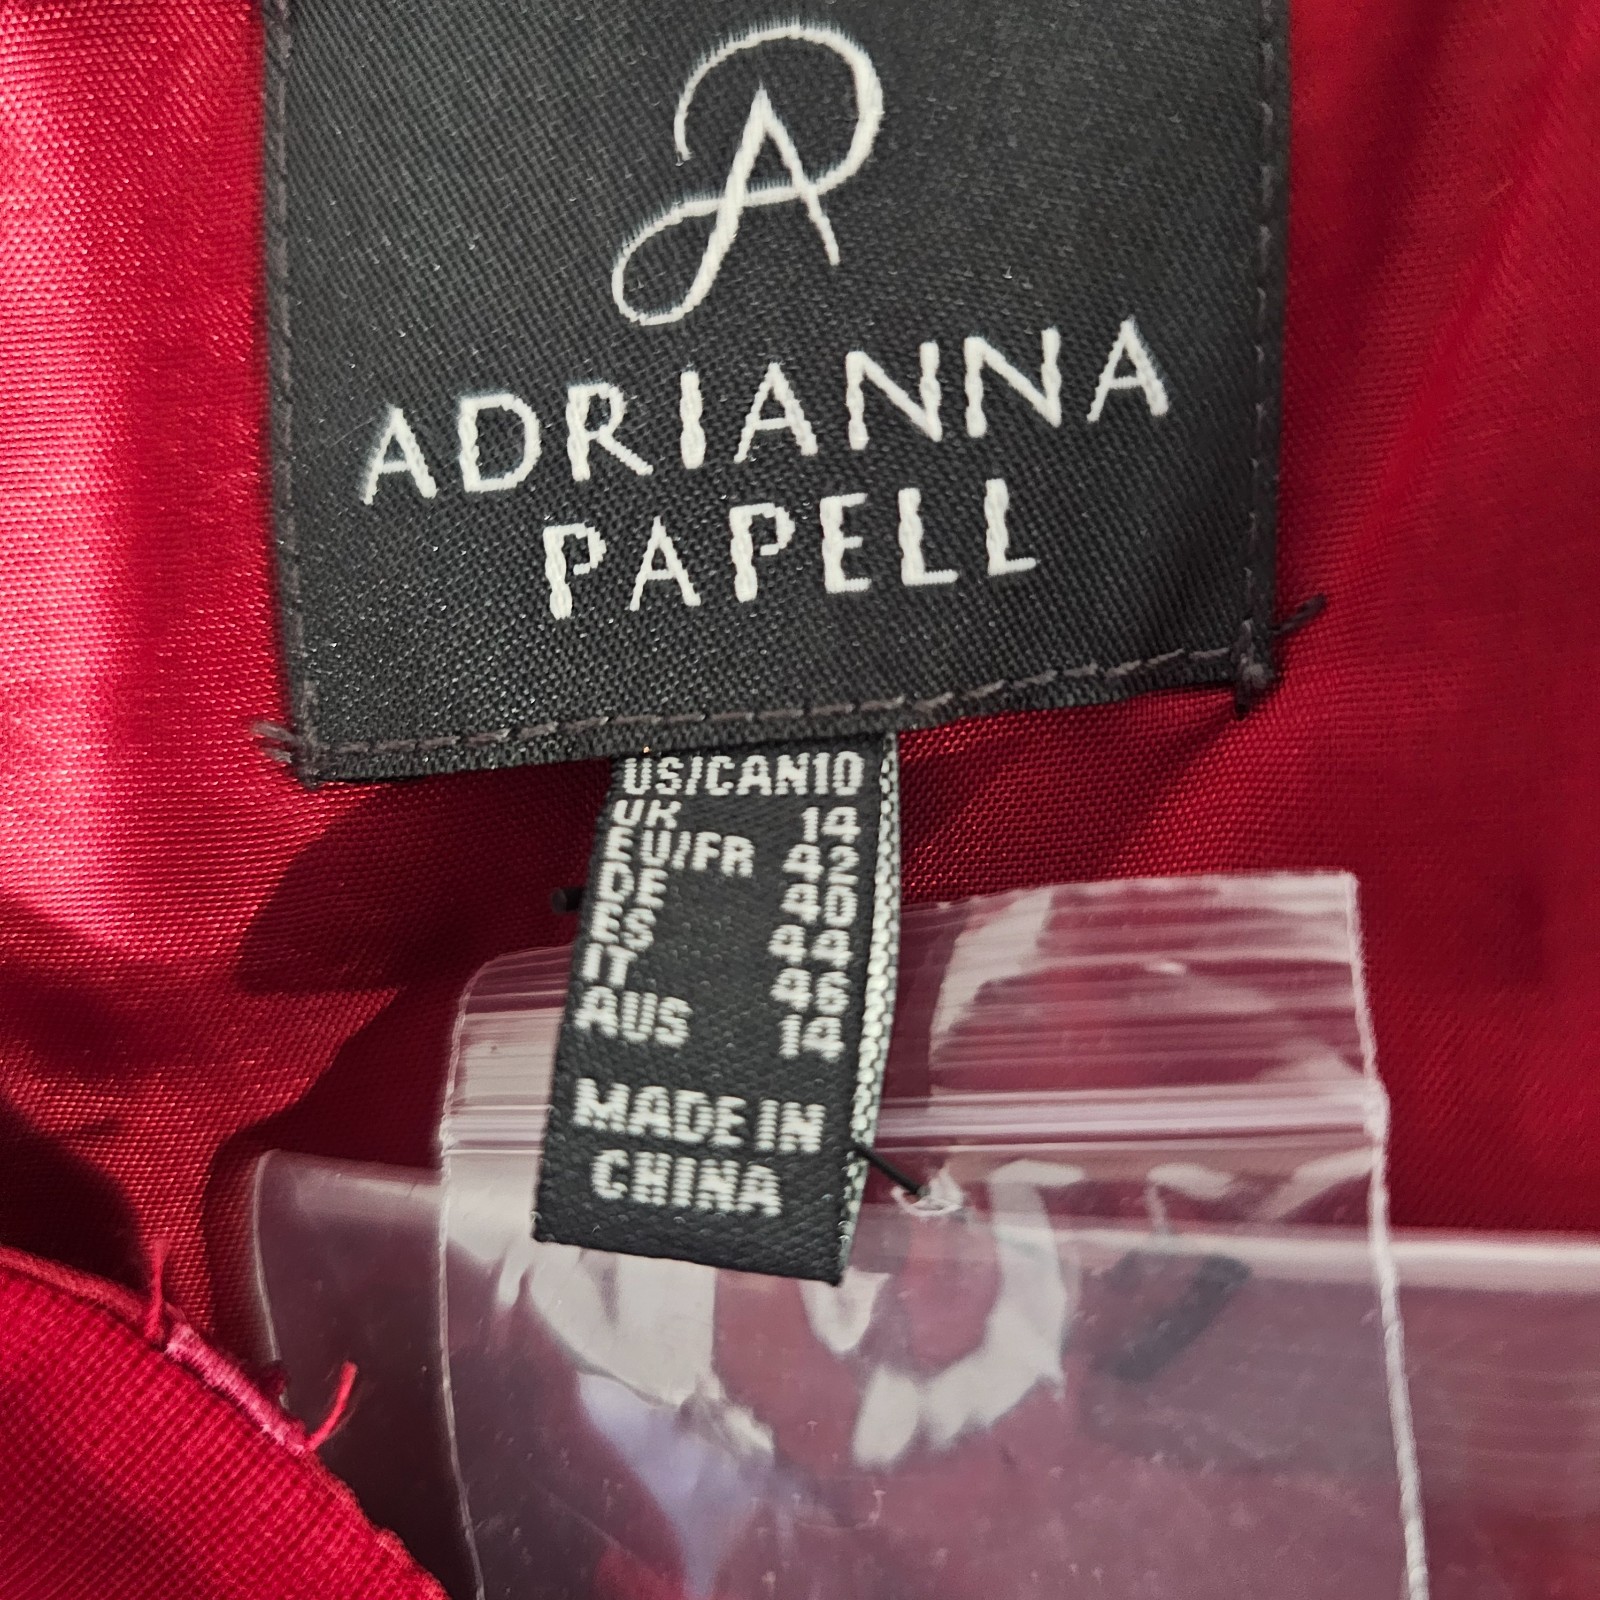 ADRIANNA
PAPELL
US/CAN10
UK 14
EU/FR 42
DE 40
ES 44
IT 46
AUS 14
MADE IN
CHINA